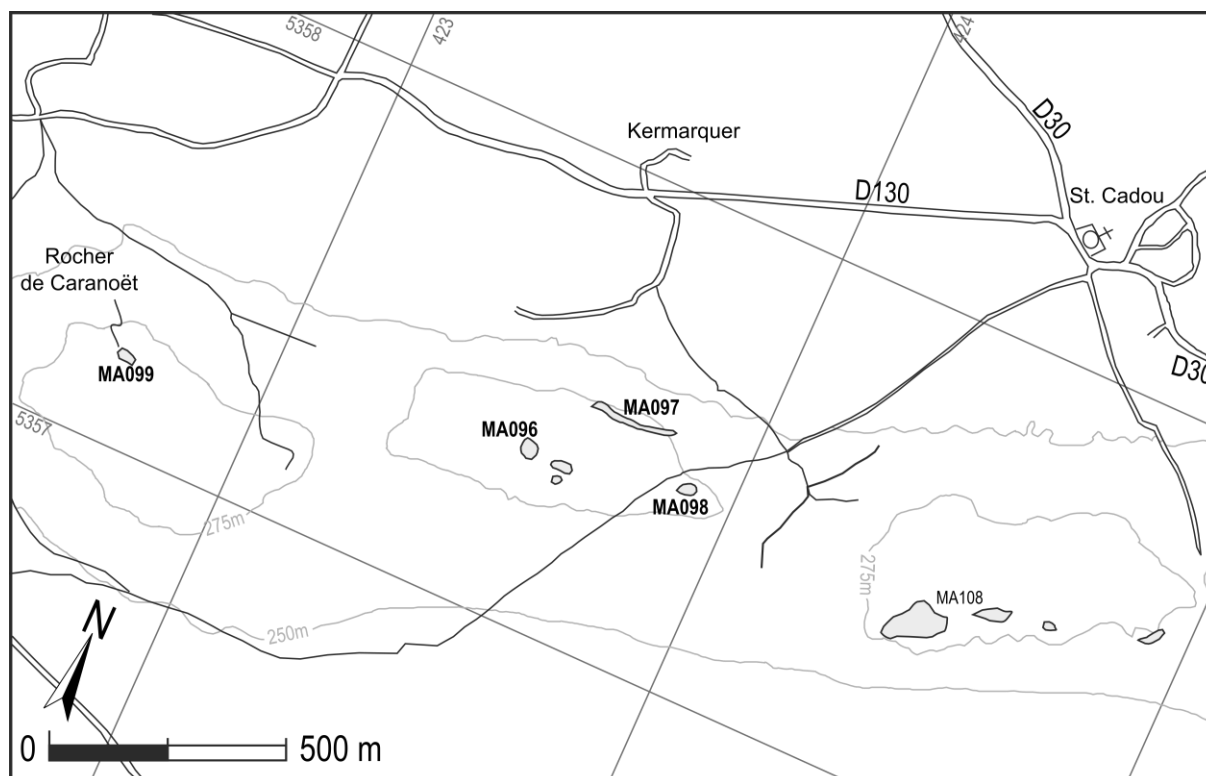 5358
423
424
D30
Kermarquer
D130
St. Cadou
Rocher
de Caranoët
MA099
D30
MA097
5357
MA096
MA098
275m
275m
MA108
N
250m
0
500 m